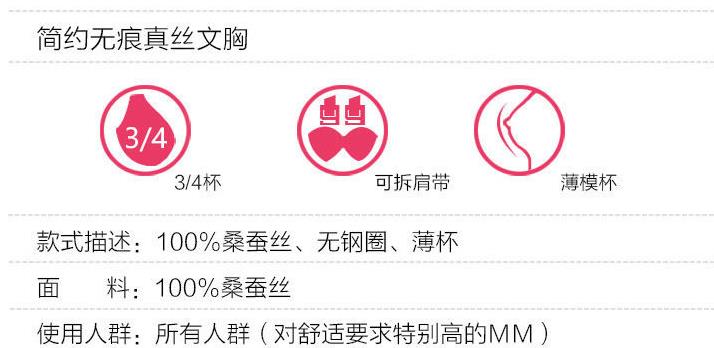 简约无痕真丝文胸
3/4
3/4杯
可拆肩带
薄模杯
款式描述：100%桑蚕丝、无钢圈、薄杯
面 料：100%桑蚕丝
使用人群：所有人群（对舒适要求特别高的MM）